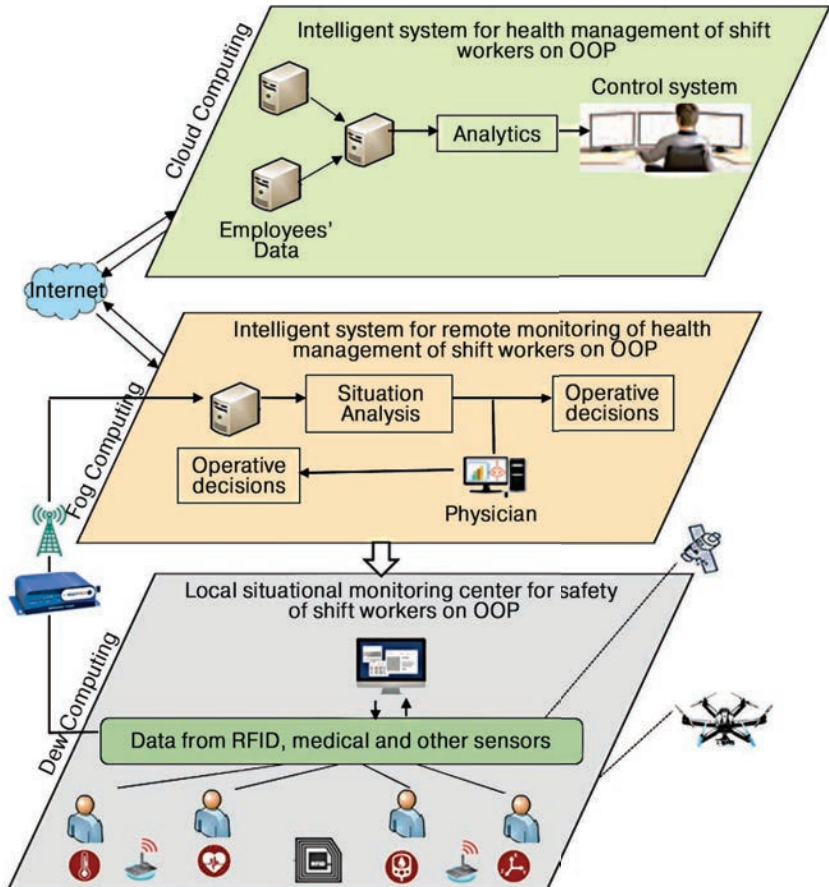 Intelligent system for health management of shift
workers on OOP
Control system
Cloud Computing
Analytics
Employees'
Data
Internet
Intelligent system for remote monitoring of health
management of shift workers on OOP
Fog Computing
Situation
Analysis
Operative
decisions
Operative
decisions
Physician
Local situational monitoring center for safety
of shift workers on OOP
Dew Computing
Data from RFID, medical and other sensors
RFID